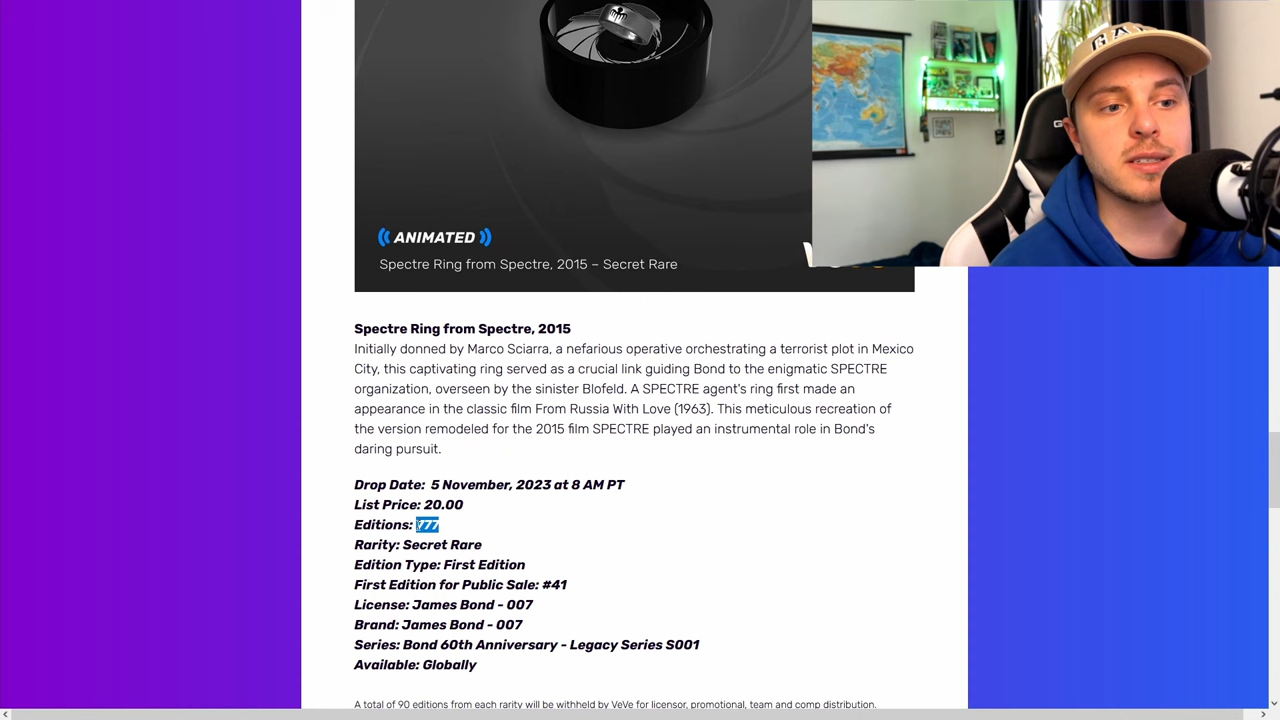 ANIMATED
Spectre Ring from Spectre, 2015 – Secret Rare
Spectre Ring from Spectre, 2015
Initially donned by Marco Sciarra, a nefarious operative orchestrating a terrorist plot in Mexico
City, this captivating ring served as a crucial link guiding Bond to the enigmatic SPECTRE
organization, overseen by the sinister Blofeld. A SPECTRE agent's ring first made an
appearance in the classic film From Russia With Love (1963). This meticulous recreation of
the version remodeled for the 2015 film SPECTRE played an instrumental role in Bond's
daring pursuit.
Drop Date: 5 November, 2023 at 8 AM PT
List Price: 20.00
Editions: 777
Rarity: Secret Rare
Edition Type: First Edition
First Edition for Public Sale: #41
License: James Bond - 007
Brand: James Bond - 007
Series: Bond 60th Anniversary - Legacy Series S001
Available: Globally
A total of 90 editions from each rarity will be withheld by VeVe for licensor, promotional, team and comp distribution.